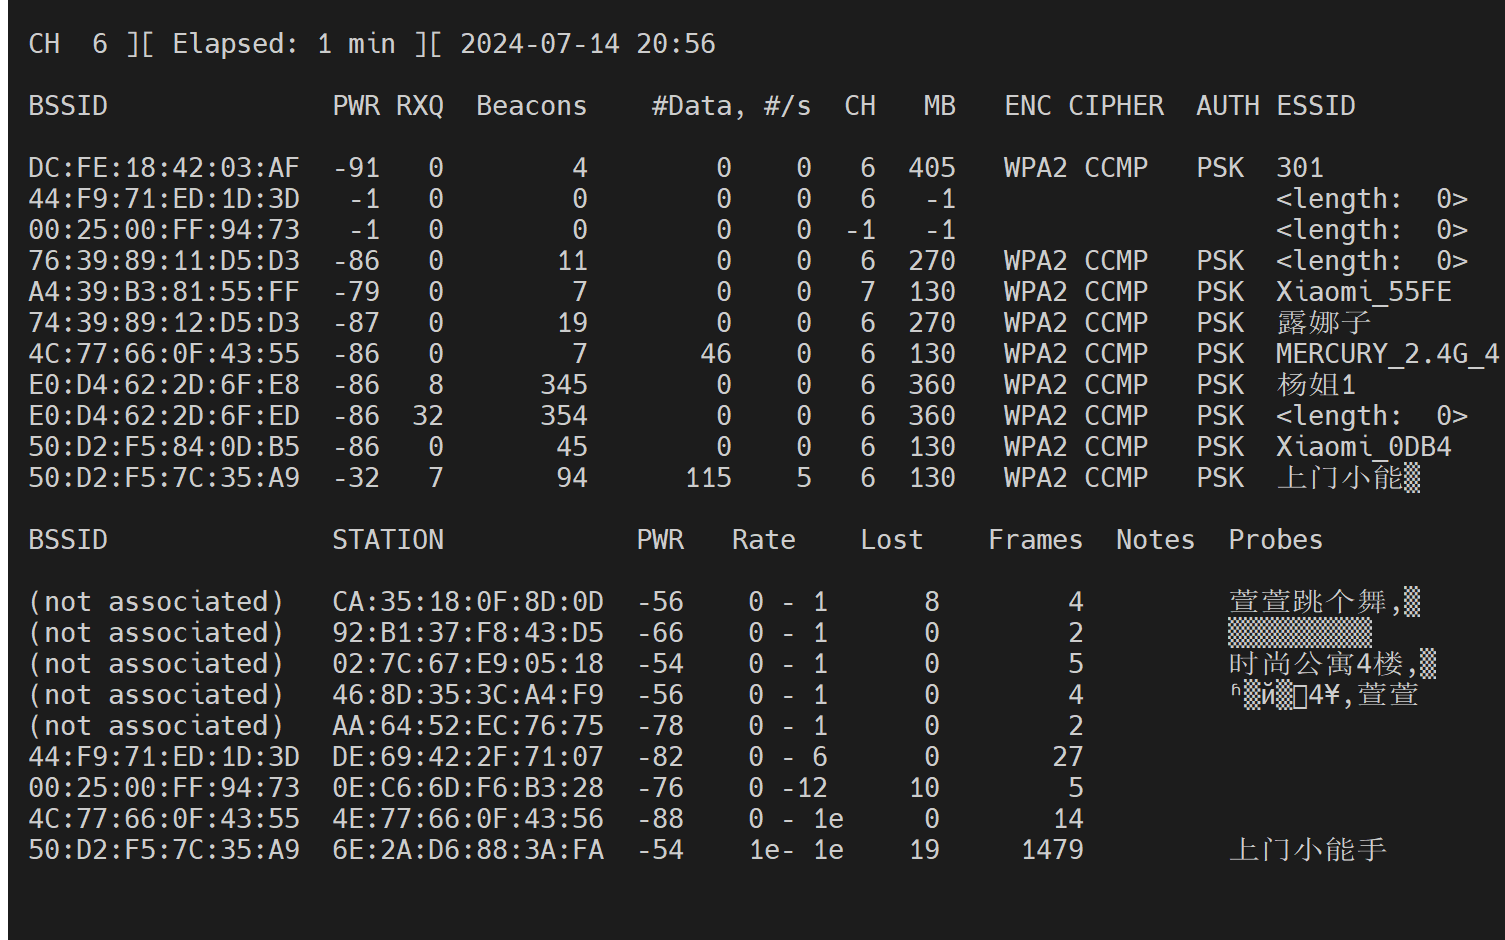 CH  6 ][ Elapsed: 1 min ][ 2024-07-14 20:56
BSSID              PWR RXQ  Beacons    #Data, #/s  CH   MB   ENC CIPHER  AUTH ESSID
DC:FE:18:42:03:AF  -91   0        4        0    0   6  405   WPA2 CCMP   PSK  301
44:F9:71:ED:1D:3D   -1   0        0        0    0   6   -1                    <length:  0>
00:25:00:FF:94:73   -1   0        0        0    0  -1   -1                    <length:  0>
76:39:89:11:D5:D3  -86   0       11        0    0   6  270   WPA2 CCMP   PSK  <length:  0>
A4:39:B3:81:55:FF  -79   0        7        0    0   7  130   WPA2 CCMP   PSK  Xiaomi_55FE
74:39:89:12:D5:D3  -87   0       19        0    0   6  270   WPA2 CCMP   PSK  露娜子
4C:77:66:0F:43:55  -86   0        7       46    0   6  130   WPA2 CCMP   PSK  MERCURY_2.4G_4
E0:D4:62:2D:6F:E8  -86   8      345        0    0   6  360   WPA2 CCMP   PSK  杨姐1
E0:D4:62:2D:6F:ED  -86  32      354        0    0   6  360   WPA2 CCMP   PSK  <length:  0>
50:D2:F5:84:0D:B5  -86   0       45        0    0   6  130   WPA2 CCMP   PSK  Xiaomi_0DB4
50:D2:F5:7C:35:A9  -32   7       94      115    5   6  130   WPA2 CCMP   PSK  上门小能▒
BSSID              STATION            PWR   Rate    Lost    Frames  Notes  Probes
(not associated)   CA:35:18:0F:8D:0D  -56    0 - 1      8        4         萱萱跳个舞,▒
(not associated)   92:B1:37:F8:43:D5  -66    0 - 1      0        2         ▒▒▒▒▒▒▒▒▒
(not associated)   02:7C:67:E9:05:18  -54    0 - 1      0        5         时尚公寓4楼,▒
(not associated)   46:8D:35:3C:A4:F9  -56    0 - 1      0        4         ʱ▒й▒4¥,萱萱
(not associated)   AA:64:52:EC:76:75  -78    0 - 1      0        2
44:F9:71:ED:1D:3D  DE:69:42:2F:71:07  -82    0 - 6      0       27
00:25:00:FF:94:73  0E:C6:6D:F6:B3:28  -76    0 -12     10        5
4C:77:66:0F:43:55  4E:77:66:0F:43:56  -88    0 - 1e     0       14
50:D2:F5:7C:35:A9  6E:2A:D6:88:3A:FA  -54    1e- 1e    19     1479         上门小能手